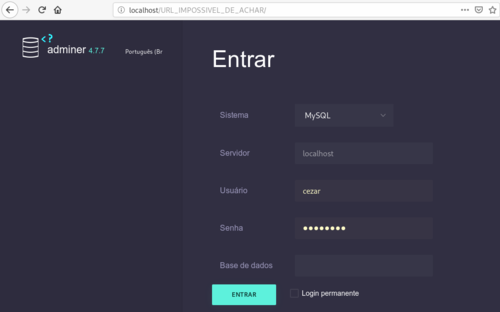 localhost/URL_IMPOSSIVEL_DE_ACHAR/
<?
adminer 4.7.7
Português (Br
Entrar
Sistema
MySQL
Servidor
localhost
Usuário
cezar
Senha
••••••••
Base de dados
ENTRAR
Login permanente